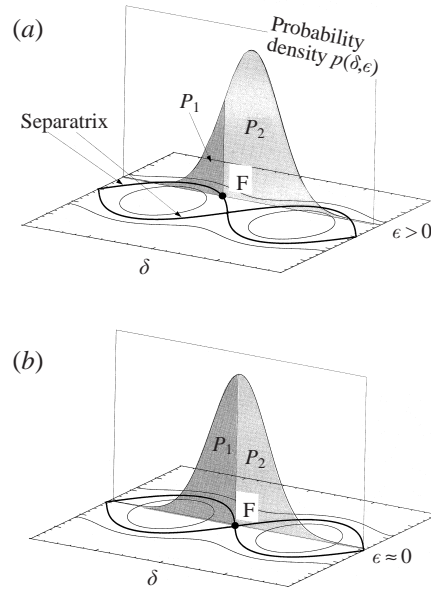 (a)
Probability
density p(δ,ϵ)
P1
P2
Separatrix
F
ϵ > 0
δ
(b)
P1
P2
F
ϵ ≈ 0
δ